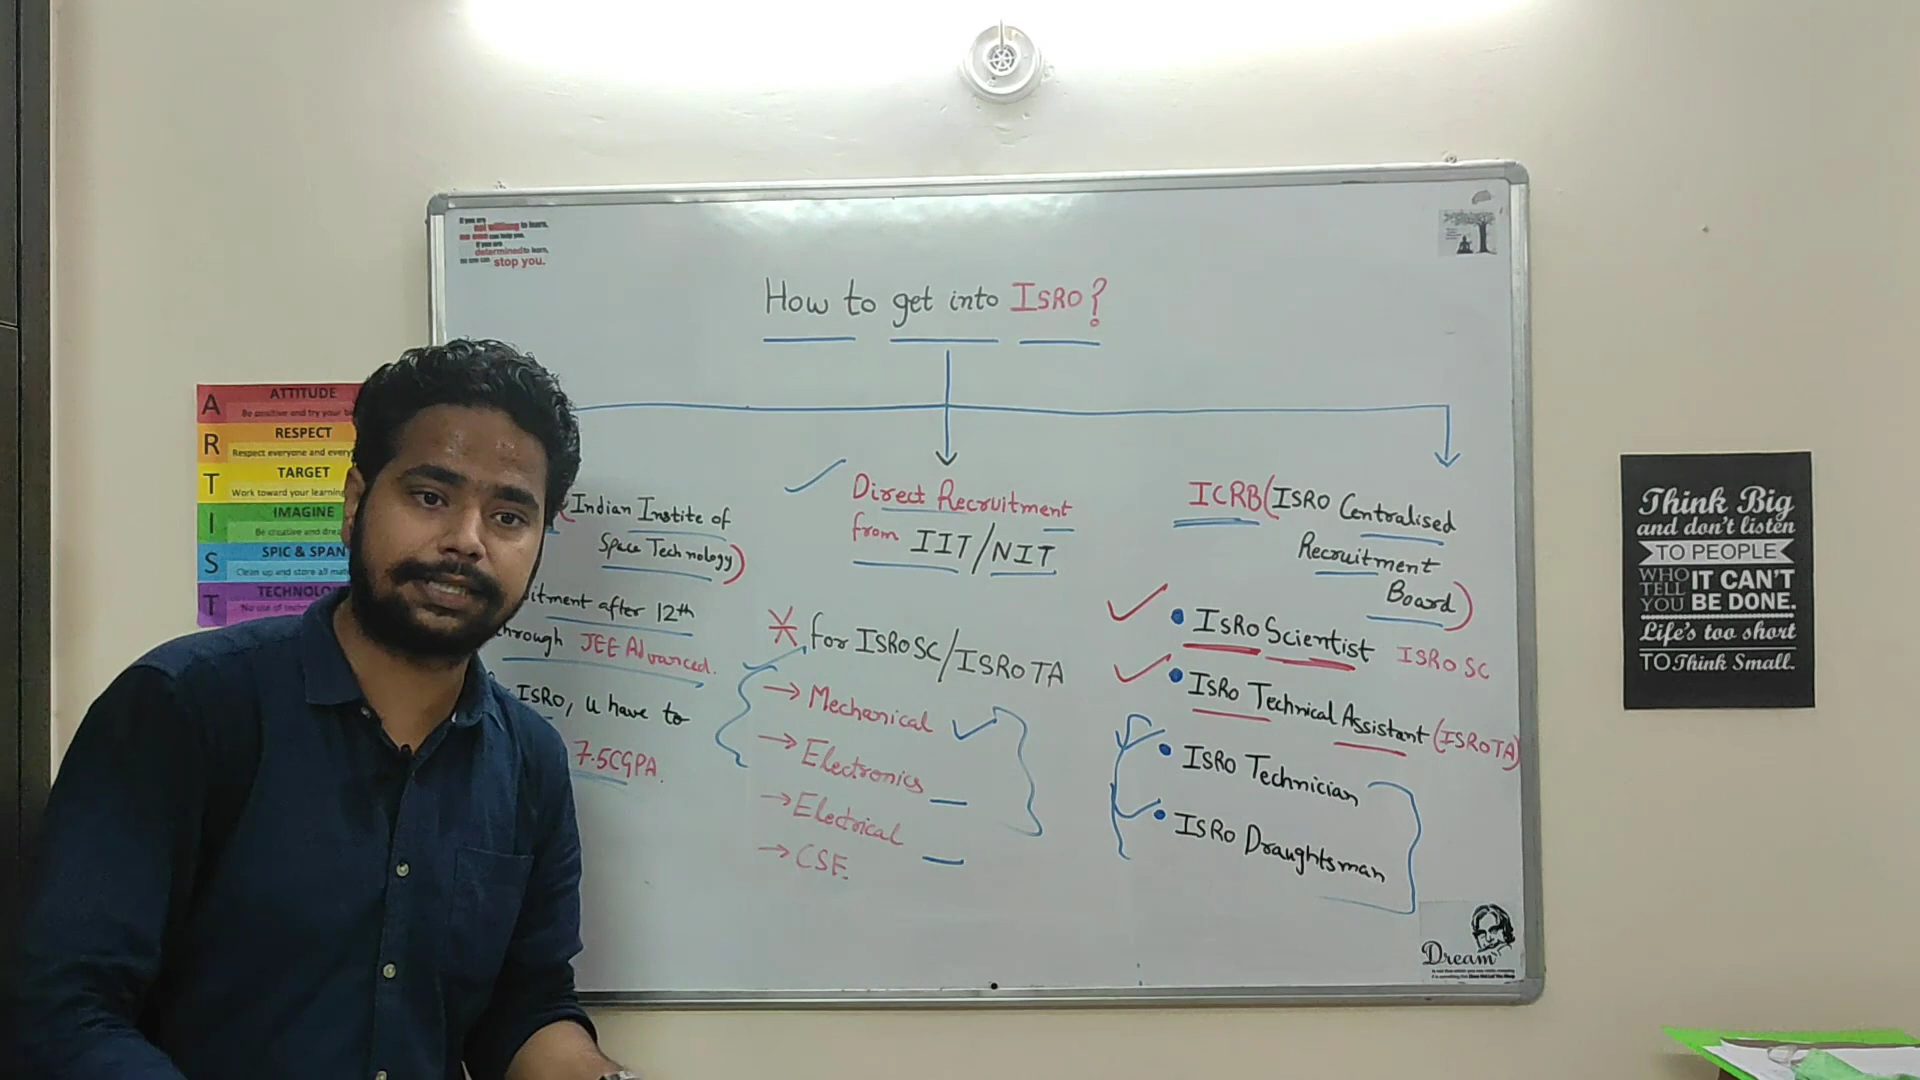 If you are
not willing to learn,
no one can help you.
If you are
determined to learn,
no one can stop you.
How to get into ISRO?
Indian Instite of
Space Technology)
itment after 12th
hrough JEE Advanced.
ISRO, u have to
7.5CGPA.
Direct Recruitment
from IIT/NIT
* for ISRO SC/ISRO TA
→ Mechanical
→ Electronics
→ Electrical
→ CSE.
ICRB (ISRO Centralised
Recruitment
Board)
• ISRO Scientist ISRO SC
• ISRO Technical Assistant (ISRO TA)
• ISRO Technician
• ISRO Draughtsman
Dream
A ATTITUDE
Be positive and try your
R RESPECT
Respect everyone and every
T TARGET
Work toward your learning
I IMAGINE
Be creative and
S SPIC & SPAN
Clean up and store all
T TECHNOLO
No use of
Think Big
and don't listen
TO PEOPLE
WHO TELL YOU IT CAN'T BE DONE.
Life's too short
TO Think Small.